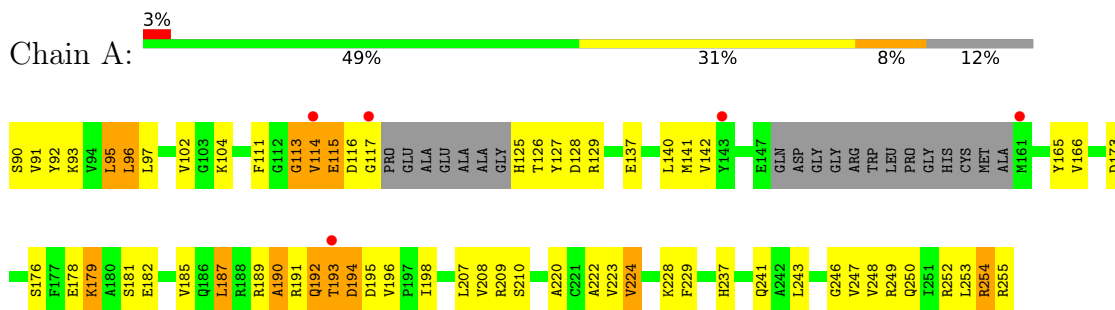 3%
Chain A:
49% 31% 8% 12%
S90 V91 Y92 K93 V94 L95 L96 L97 V102 G103 K104 F111 G112 G113 V114 E115 D116 G117 PRO GLU ALA GLU ALA ALA GLY H125 T126 Y127 D128 R129 E137 L140 M141 V142 Y143 E147 GLN ASP GLY GLY ARG TRP LEU PRO GLY HIS CYS MET ALA M161 Y165 V166 D173
S176 F177 E178 K179 A180 S181 E182 V185 Q186 L187 R188 R189 A190 R191 Q192 T193 D194 D195 V196 P197 I198 L207 V208 R209 S210 A220 C221 A222 V223 V224 K228 F229 H237 Q241 A242 L243 G246 V247 V248 R249 Q250 I251 R252 L253 R254 R255